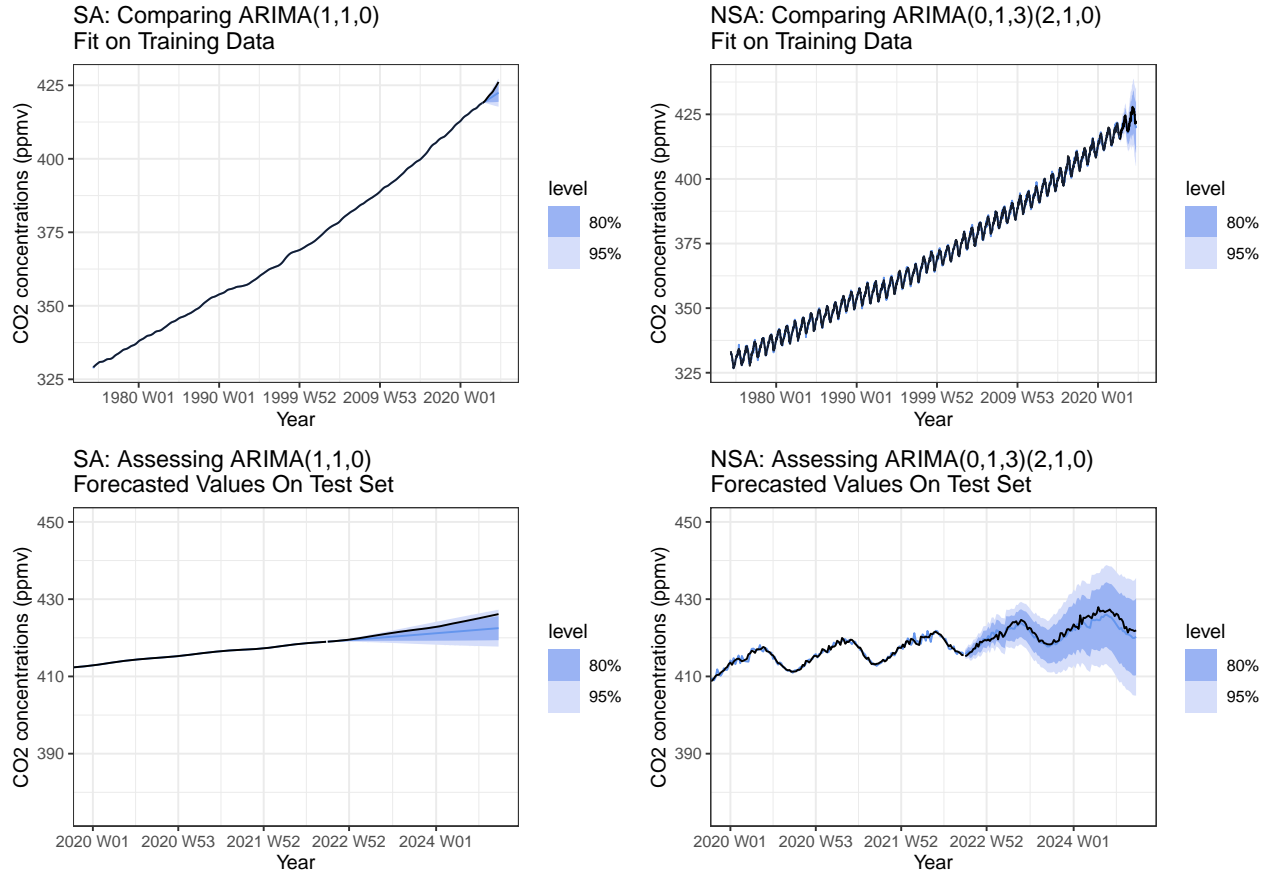 SA: Comparing ARIMA(1,1,0)
Fit on Training Data
CO2 concentrations (ppmv)
425
400
375
350
325
1980 W01 1990 W01 1999 W52 2009 W53 2020 W01
Year
level
80%
95%
NSA: Comparing ARIMA(0,1,3)(2,1,0)
Fit on Training Data
CO2 concentrations (ppmv)
425
400
375
350
325
1980 W01 1990 W01 1999 W52 2009 W53 2020 W01
Year
level
80%
95%
SA: Assessing ARIMA(1,1,0)
Forecasted Values On Test Set
CO2 concentrations (ppmv)
450
430
410
390
2020 W01 2020 W53 2021 W52 2022 W52 2024 W01
Year
level
80%
95%
NSA: Assessing ARIMA(0,1,3)(2,1,0)
Forecasted Values On Test Set
CO2 concentrations (ppmv)
450
430
410
390
2020 W01 2020 W53 2021 W52 2022 W52 2024 W01
Year
level
80%
95%